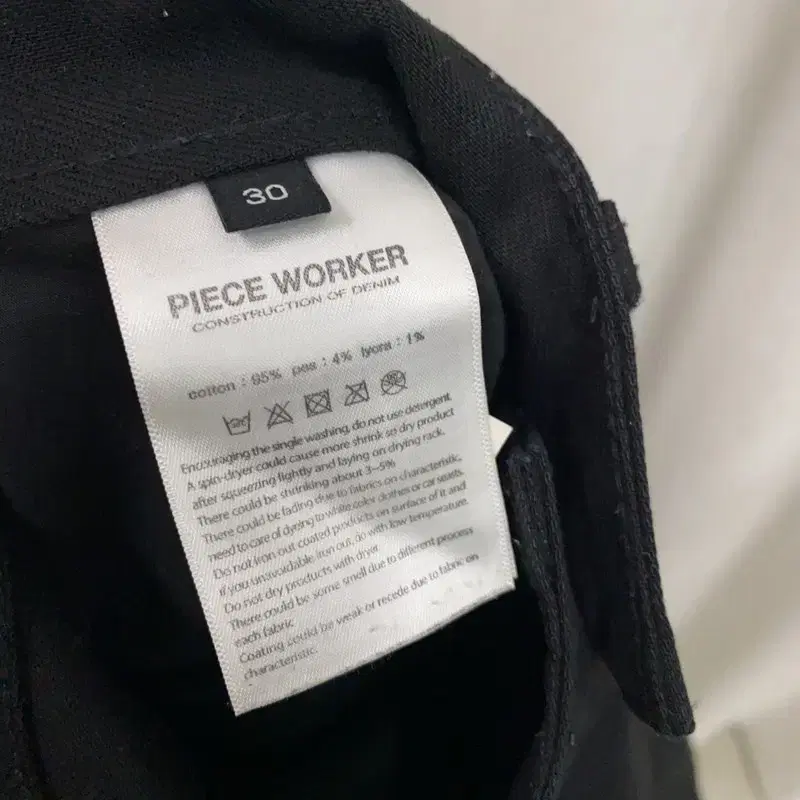 30
PIECE WORKER
CONSTRUCTION OF DENIM
cotton : 95% pes : 4% lycra : 1%
Encouraging the single washing, do not use detergent.
A spin-dryer could cause more shrink so dry product
after squeezing lightly and laying on drying rack.
There could be shrinking about 3~5%
There could be fading due to fabrics on characteristic,
need to care of dyeing to white color clothes or car seats.
Do not iron out coated products on surface of it and
if you unavoidable iron out, do with low temperature.
Do not dry products with dryer
There could be some smell due to different process
each fabric
Coating could be weak or recede due to fabric on
characteristic.